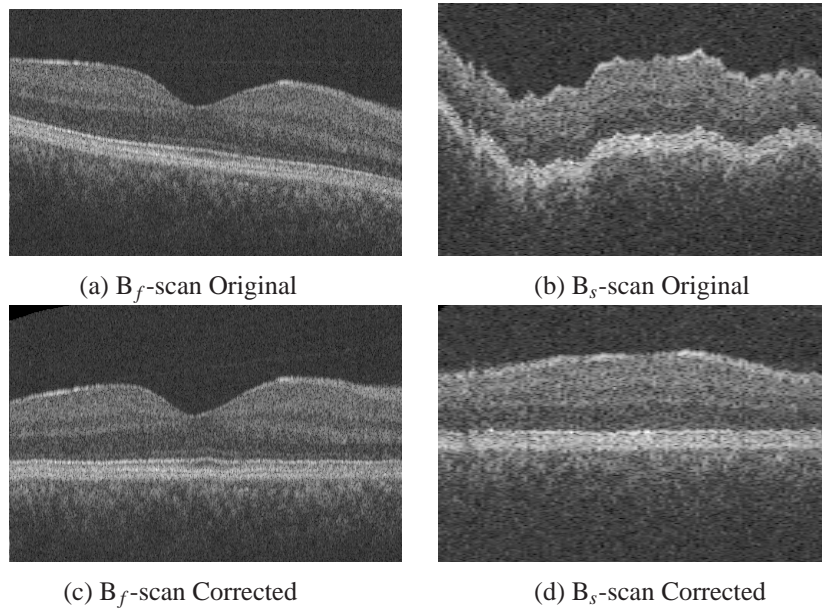 (a) B_f-scan Original
(b) B_s-scan Original
(c) B_f-scan Corrected
(d) B_s-scan Corrected